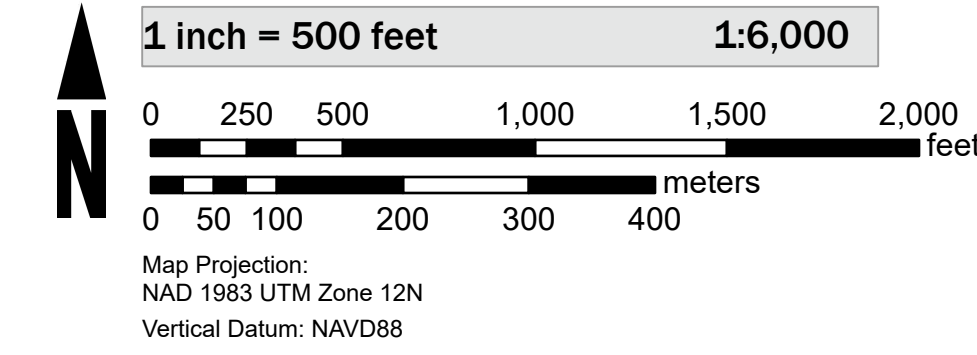 1 inch = 500 feet 1:6,000
0 250 500 1,000 1,500 2,000
feet
N
meters
0 50 100 200 300 400
Map Projection:
NAD 1983 UTM Zone 12N
Vertical Datum: NAVD88